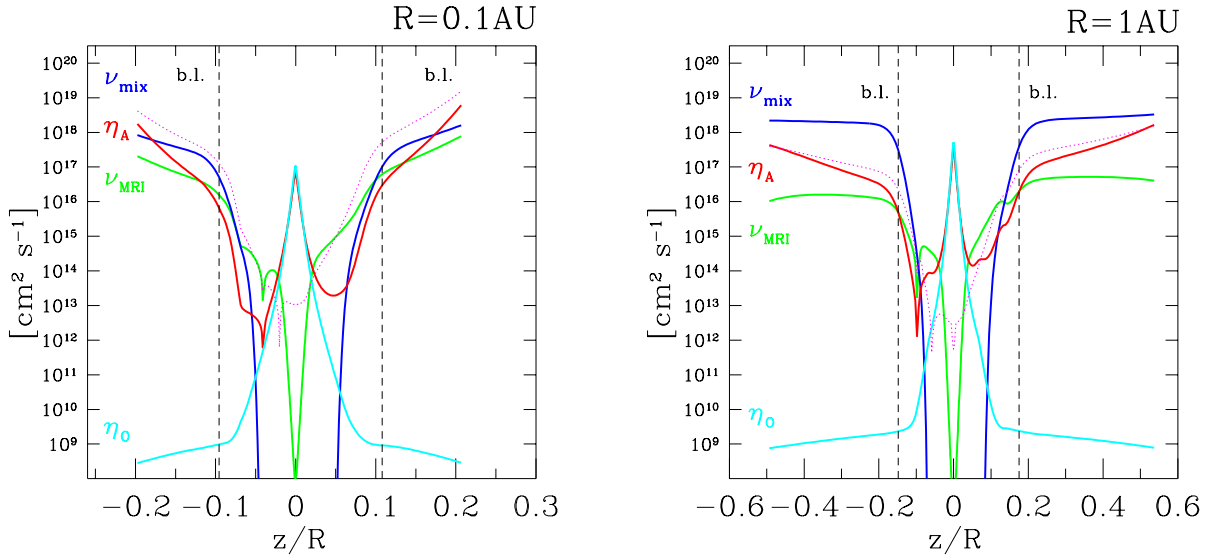 R=0.1AU
10²⁰
10¹⁹
10¹⁸
10¹⁷
10¹⁶
10¹⁵
10¹⁴
10¹³
10¹²
10¹¹
10¹⁰
10⁹
[cm² s⁻¹]
ν_mix
η_A
ν_MRI
η_O
b.l.
b.l.
−0.2 −0.1 0 0.1 0.2 0.3
z/R
R=1AU
10²⁰
10¹⁹
10¹⁸
10¹⁷
10¹⁶
10¹⁵
10¹⁴
10¹³
10¹²
10¹¹
10¹⁰
10⁹
[cm² s⁻¹]
ν_mix
η_A
ν_MRI
η_O
b.l.
b.l.
−0.6 −0.4 −0.2 0 0.2 0.4 0.6
z/R